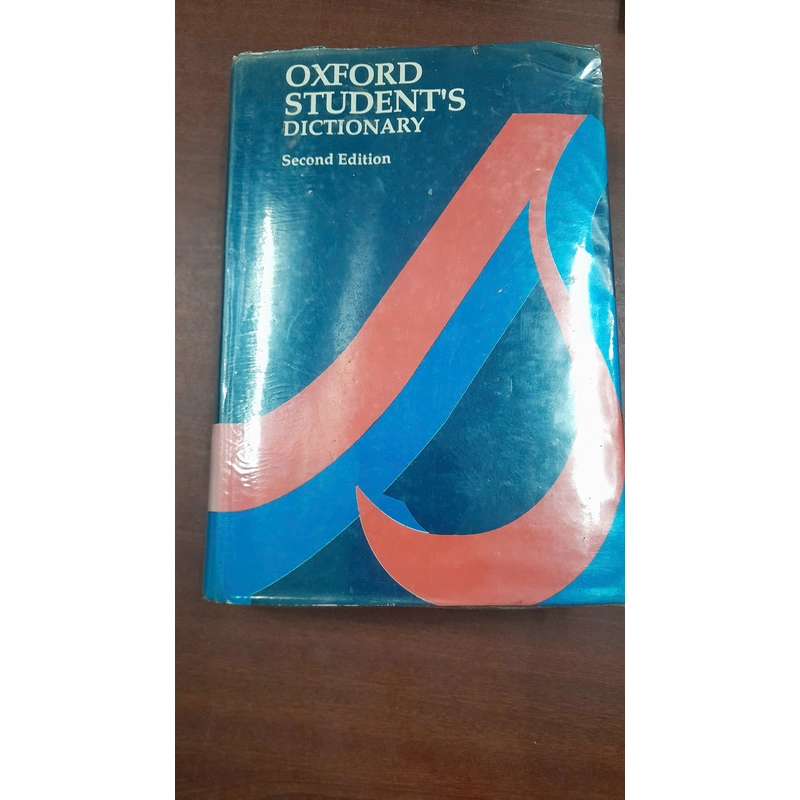 OXFORD
STUDENT'S
DICTIONARY
Second Edition